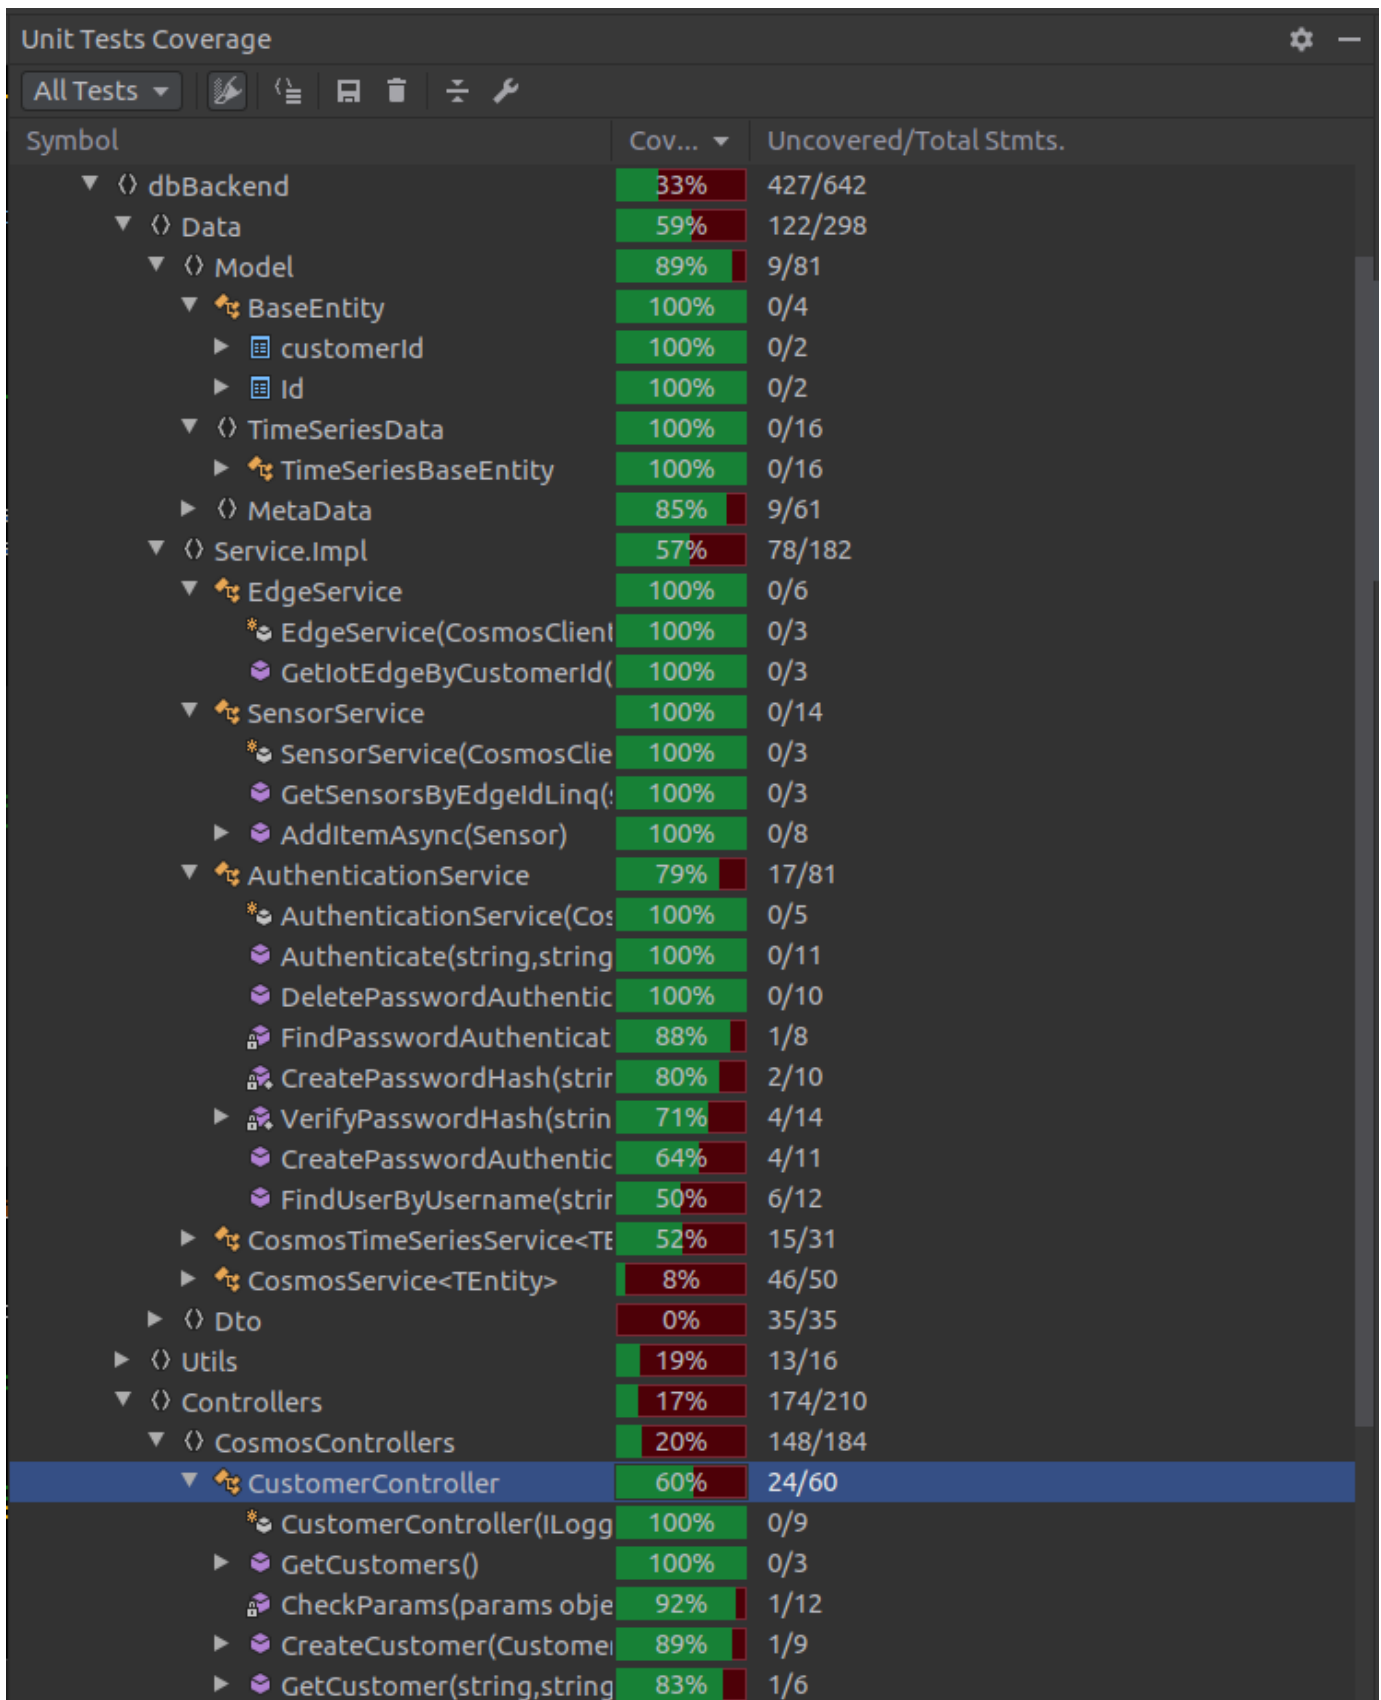 Unit Tests Coverage
All Tests
Symbol Cov... Uncovered/Total Stmts.
dbBackend 33% 427/642
Data 59% 122/298
Model 89% 9/81
BaseEntity 100% 0/4
customerId 100% 0/2
Id 100% 0/2
TimeSeriesData 100% 0/16
TimeSeriesBaseEntity 100% 0/16
MetaData 85% 9/61
Service.Impl 57% 78/182
EdgeService 100% 0/6
EdgeService(CosmosClient 100% 0/3
GetIotEdgeByCustomerId( 100% 0/3
SensorService 100% 0/14
SensorService(CosmosClie 100% 0/3
GetSensorsByEdgeIdLinq(s 100% 0/3
AddItemAsync(Sensor) 100% 0/8
AuthenticationService 79% 17/81
AuthenticationService(Cos 100% 0/5
Authenticate(string,string 100% 0/11
DeletePasswordAuthentic 100% 0/10
FindPasswordAuthenticat 88% 1/8
CreatePasswordHash(strin 80% 2/10
VerifyPasswordHash(strin 71% 4/14
CreatePasswordAuthentic 64% 4/11
FindUserByUsername(strin 50% 6/12
CosmosTimeSeriesService<TE 52% 15/31
CosmosService<TEntity> 8% 46/50
Dto 0% 35/35
Utils 19% 13/16
Controllers 17% 174/210
CosmosControllers 20% 148/184
CustomerController 60% 24/60
CustomerController(ILogg 100% 0/9
GetCustomers() 100% 0/3
CheckParams(params obje 92% 1/12
CreateCustomer(Customer 89% 1/9
GetCustomer(string,string 83% 1/6